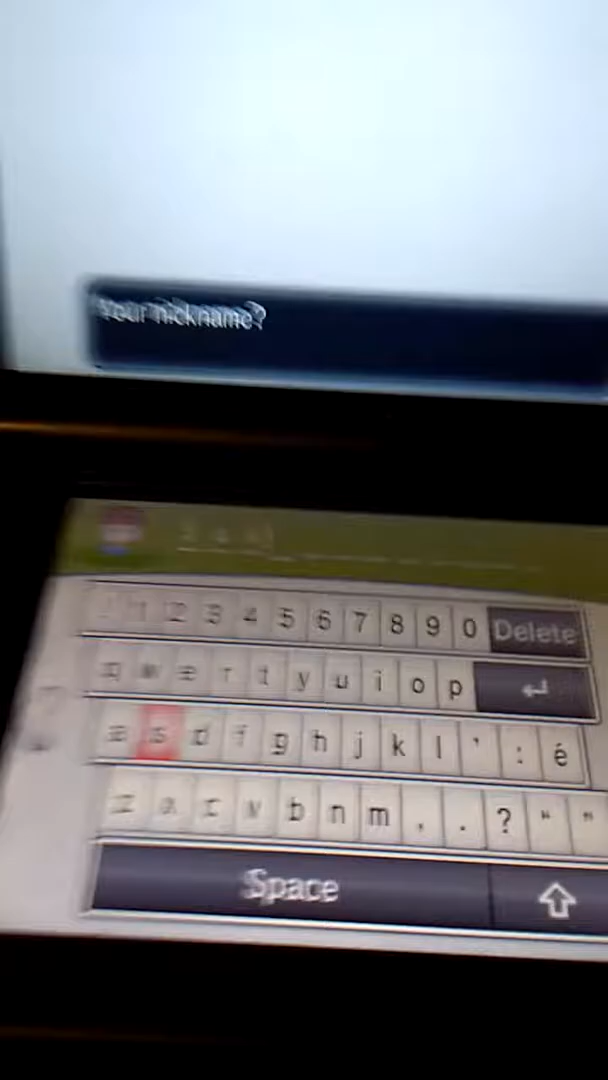 Your nickname?
1 2 3 4 5 6 7 8 9 0 Delete
q w e r t y u i o p ↵
a s d f g h j k l ' : é
z x c v b n m , . ? " "
Space ⇧